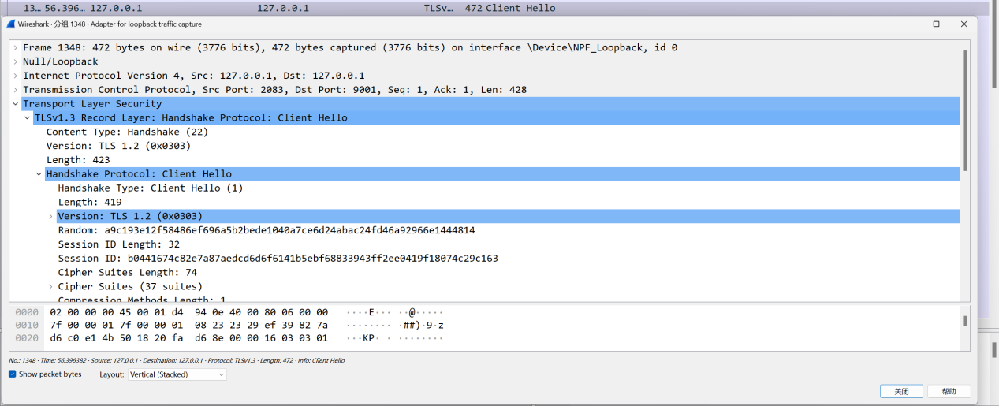 13… 56.396… 127.0.0.1 127.0.0.1 TLSv… 472 Client Hello
Wireshark · 分组 1348 · Adapter for loopback traffic capture
Frame 1348: 472 bytes on wire (3776 bits), 472 bytes captured (3776 bits) on interface \Device\NPF_Loopback, id 0
Null/Loopback
Internet Protocol Version 4, Src: 127.0.0.1, Dst: 127.0.0.1
Transmission Control Protocol, Src Port: 2083, Dst Port: 9001, Seq: 1, Ack: 1, Len: 428
Transport Layer Security
TLSv1.3 Record Layer: Handshake Protocol: Client Hello
Content Type: Handshake (22)
Version: TLS 1.2 (0x0303)
Length: 423
Handshake Protocol: Client Hello
Handshake Type: Client Hello (1)
Length: 419
Version: TLS 1.2 (0x0303)
Random: a9c193e12f58486ef696a5b2bede1040a7ce6d24abac24fd46a92966e1444814
Session ID Length: 32
Session ID: b0441674c82e7a87aedcd6d6f6141b5ebf68833943ff2ee0419f18074c29c163
Cipher Suites Length: 74
Cipher Suites (37 suites)
Compression Methods Length: 1
0000 02 00 00 00 45 00 01 d4 94 0e 40 00 80 06 00 00 ····E··· ··@·····
0010 7f 00 00 01 7f 00 00 01 08 23 23 29 ef 39 82 7a ········ ·##)·9·z
0020 d6 c0 e1 4b 50 18 20 fa d6 8e 00 00 16 03 03 01 ···KP· · ········
No.: 1348 · Time: 56.396382 · Source: 127.0.0.1 · Destination: 127.0.0.1 · Protocol: TLSv1.3 · Length: 472 · Info: Client Hello
Show packet bytes Layout: Vertical (Stacked)
关闭 帮助